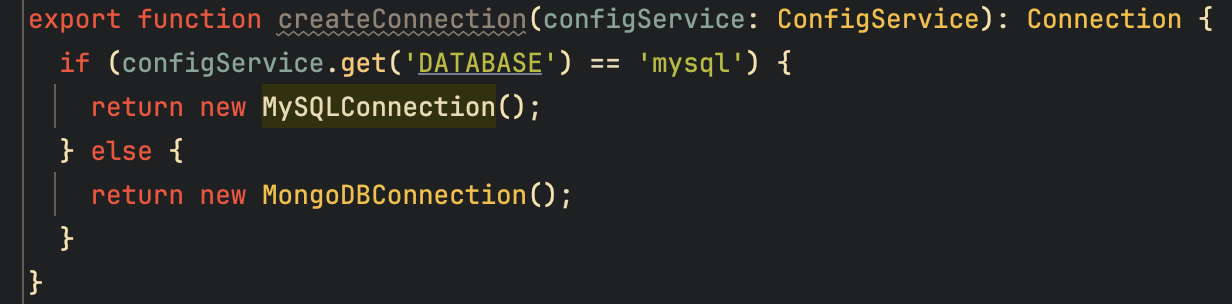 export function createConnection(configService: ConfigService): Connection {
  if (configService.get('DATABASE') == 'mysql') {
    return new MySQLConnection();
  } else {
    return new MongoDBConnection();
  }
}